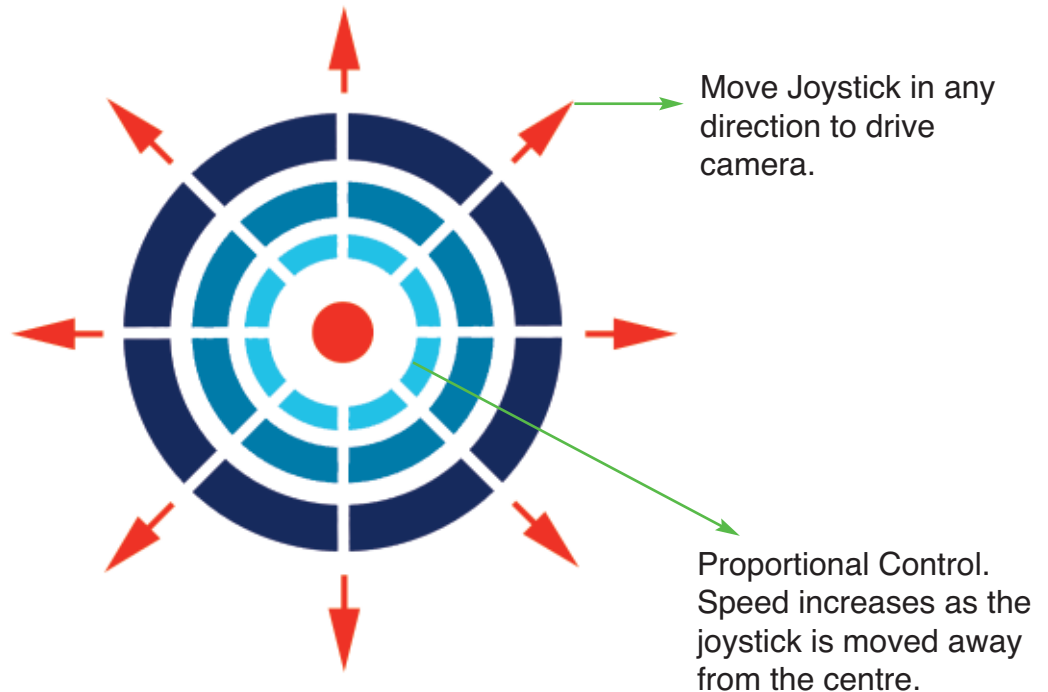 Move Joystick in any
direction to drive
camera.
Proportional Control.
Speed increases as the
joystick is moved away
from the centre.